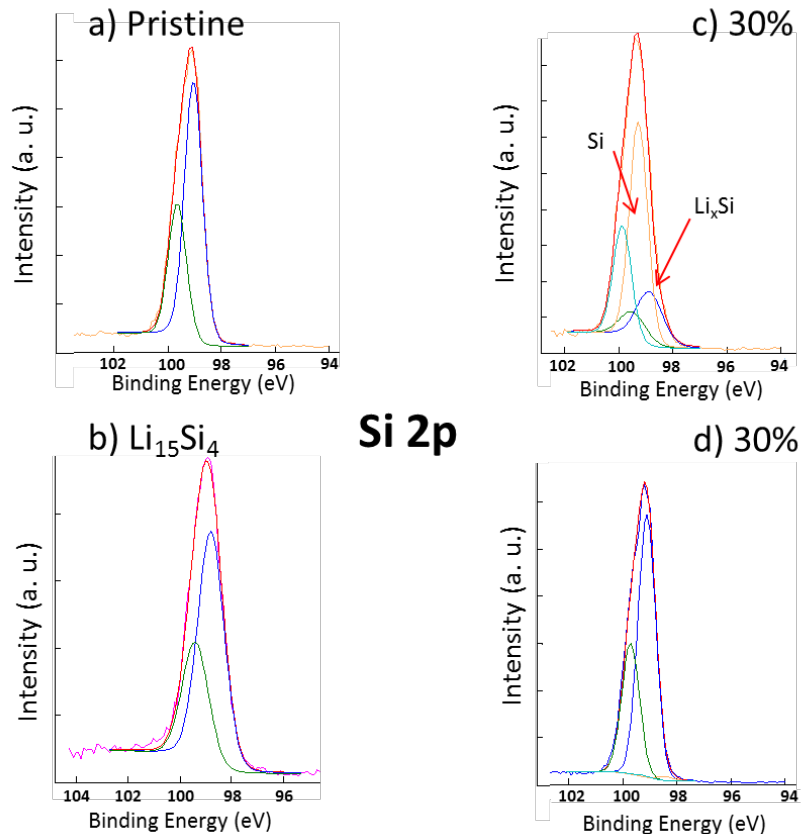 a) Pristine
Intensity (a. u.)
102 100 98 96 94
Binding Energy (eV)
c) 30%
Intensity (a. u.)
Si
LiₓSi
102 100 98 96 94
Binding Energy (eV)
Si 2p
b) Li₁₅Si₄
Intensity (a. u.)
104 102 100 98 96
Binding Energy (eV)
d) 30%
Intensity (a. u.)
102 100 98 96 94
Binding Energy (eV)